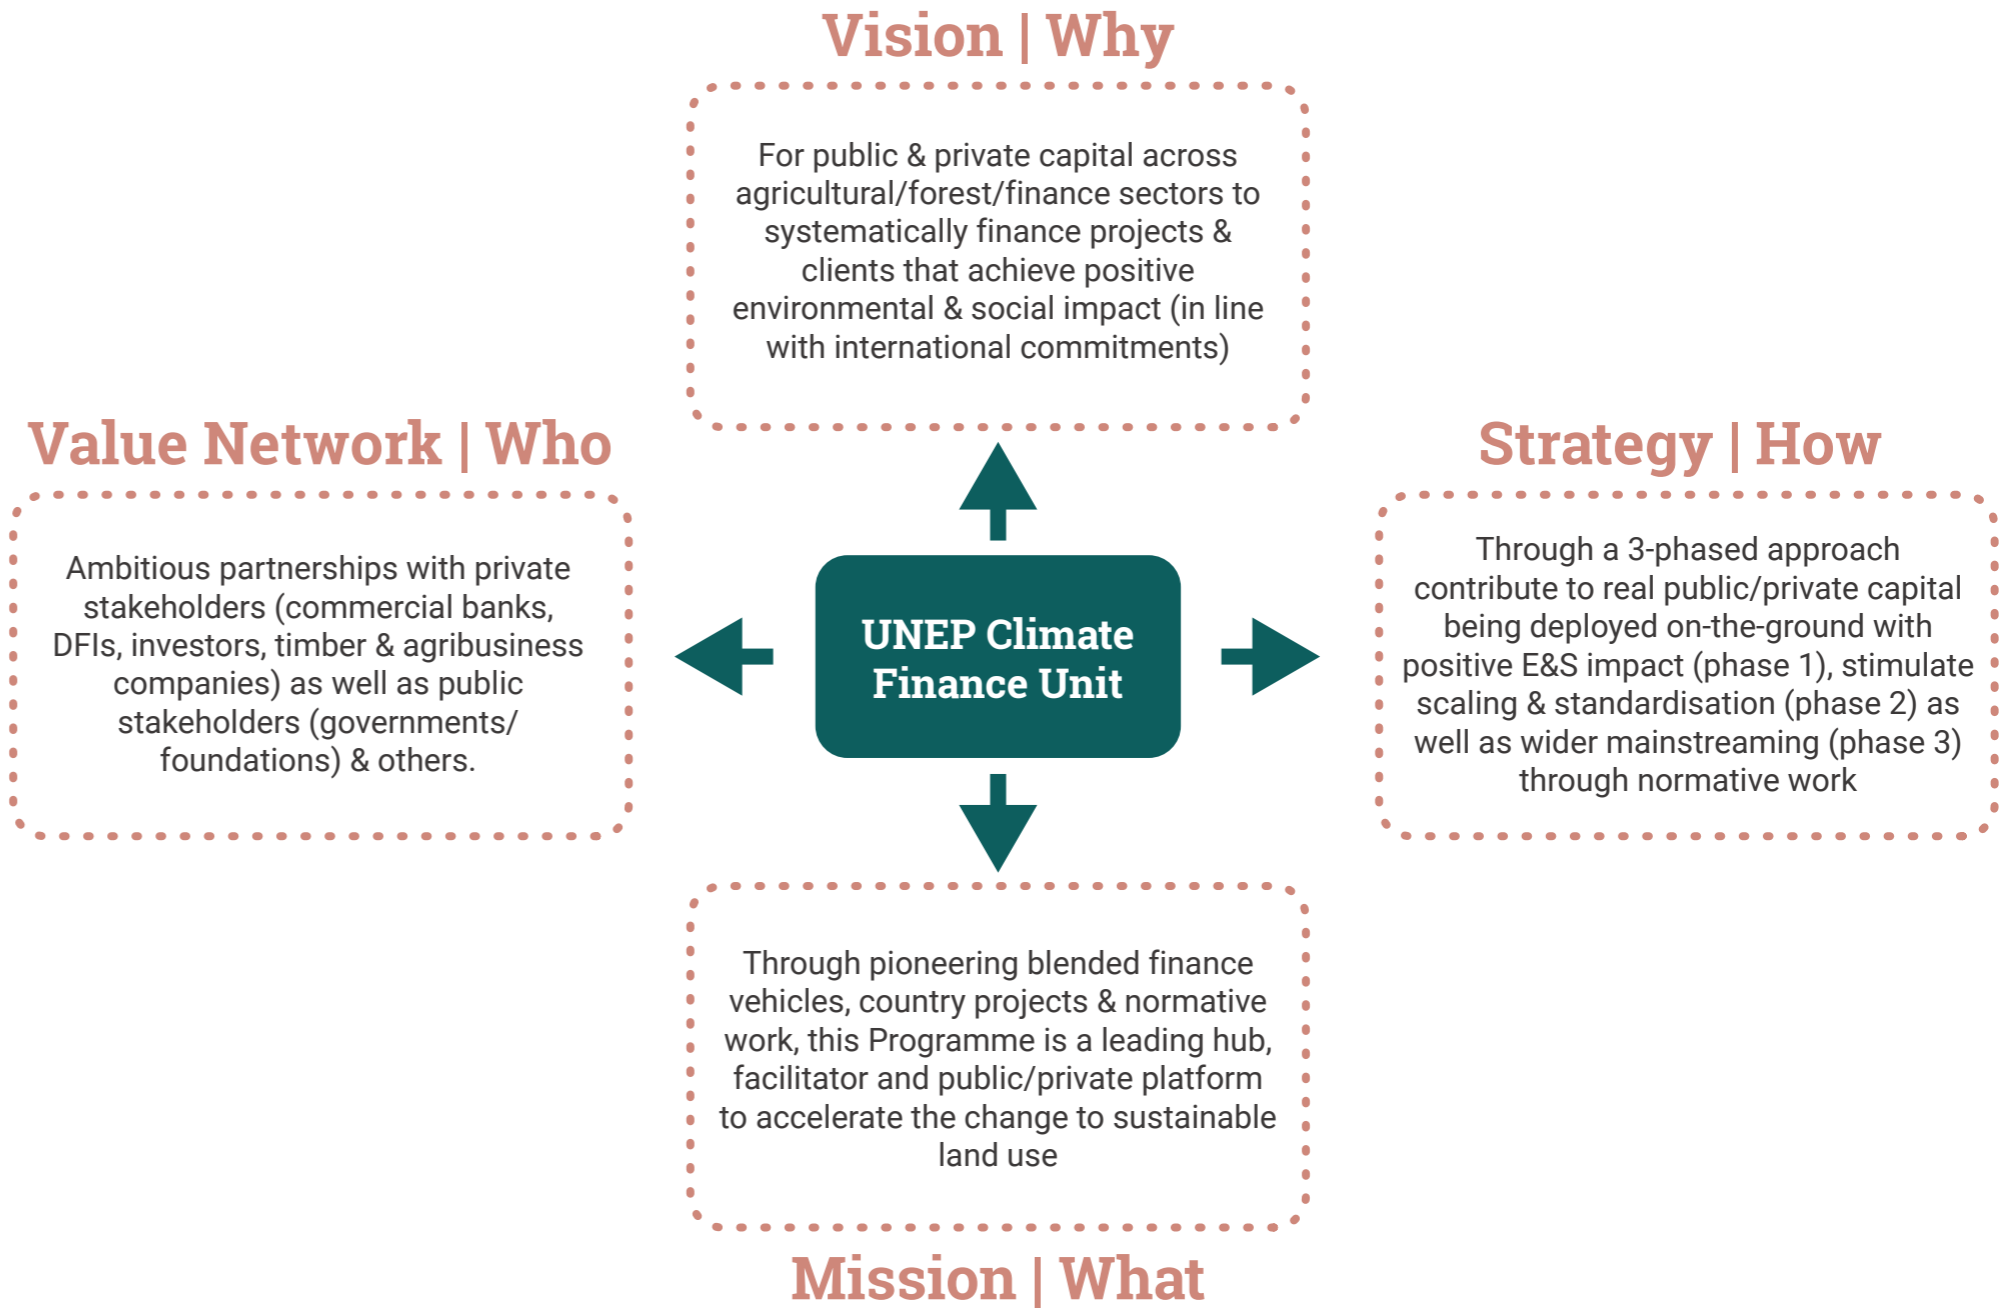 Vision | Why
For public & private capital across
agricultural/forest/finance sectors to
systematically finance projects &
clients that achieve positive
environmental & social impact (in line
with international commitments)
Value Network | Who
Ambitious partnerships with private
stakeholders (commercial banks,
DFIs, investors, timber & agribusiness
companies) as well as public
stakeholders (governments/
foundations) & others.
UNEP Climate
Finance Unit
Strategy | How
Through a 3-phased approach
contribute to real public/private capital
being deployed on-the-ground with
positive E&S impact (phase 1), stimulate
scaling & standardisation (phase 2) as
well as wider mainstreaming (phase 3)
through normative work
Through pioneering blended finance
vehicles, country projects & normative
work, this Programme is a leading hub,
facilitator and public/private platform
to accelerate the change to sustainable
land use
Mission | What